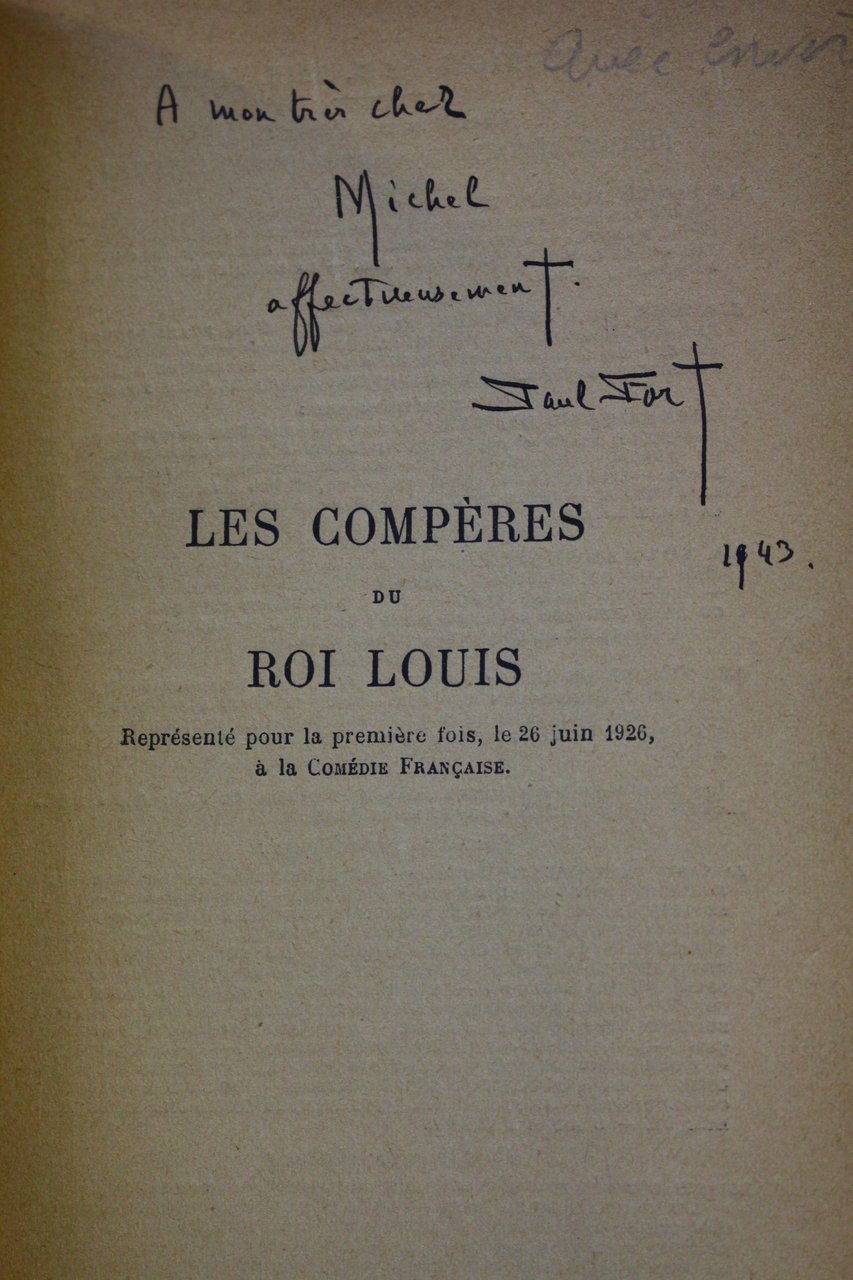 Avec envoi
A mon très cher
Michel
affectueusement.
Paul Fort
1943.
LES COMPÈRES
DU
ROI LOUIS
Représenté pour la première fois, le 26 juin 1926,
à la COMÉDIE FRANÇAISE.